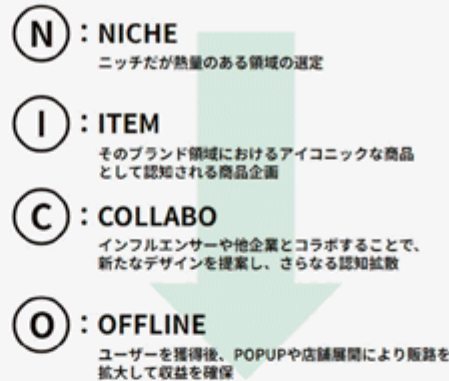 N : NICHE
ニッチだが熱量のある領域の選定
I : ITEM
そのブランド領域におけるアイコニックな商品
として認知される商品企画
C : COLLABO
インフルエンサーや他企業とコラボすることで、
新たなデザインを提案し、さらなる認知拡散
O : OFFLINE
ユーザーを獲得後、POPUPや店舗展開により販路を
拡大して収益を確保